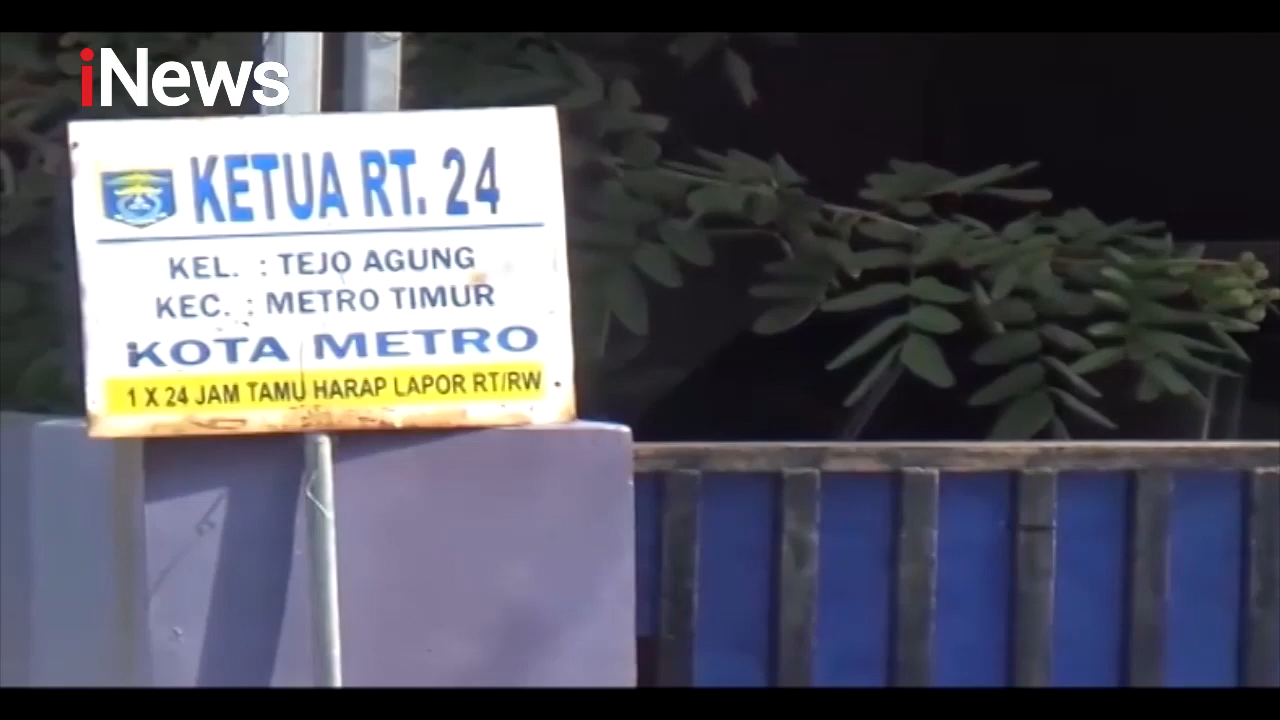 iNews
KETUA RT. 24
KEL. : TEJO AGUNG
KEC. : METRO TIMUR
KOTA METRO
1 X 24 JAM TAMU HARAP LAPOR RT/RW